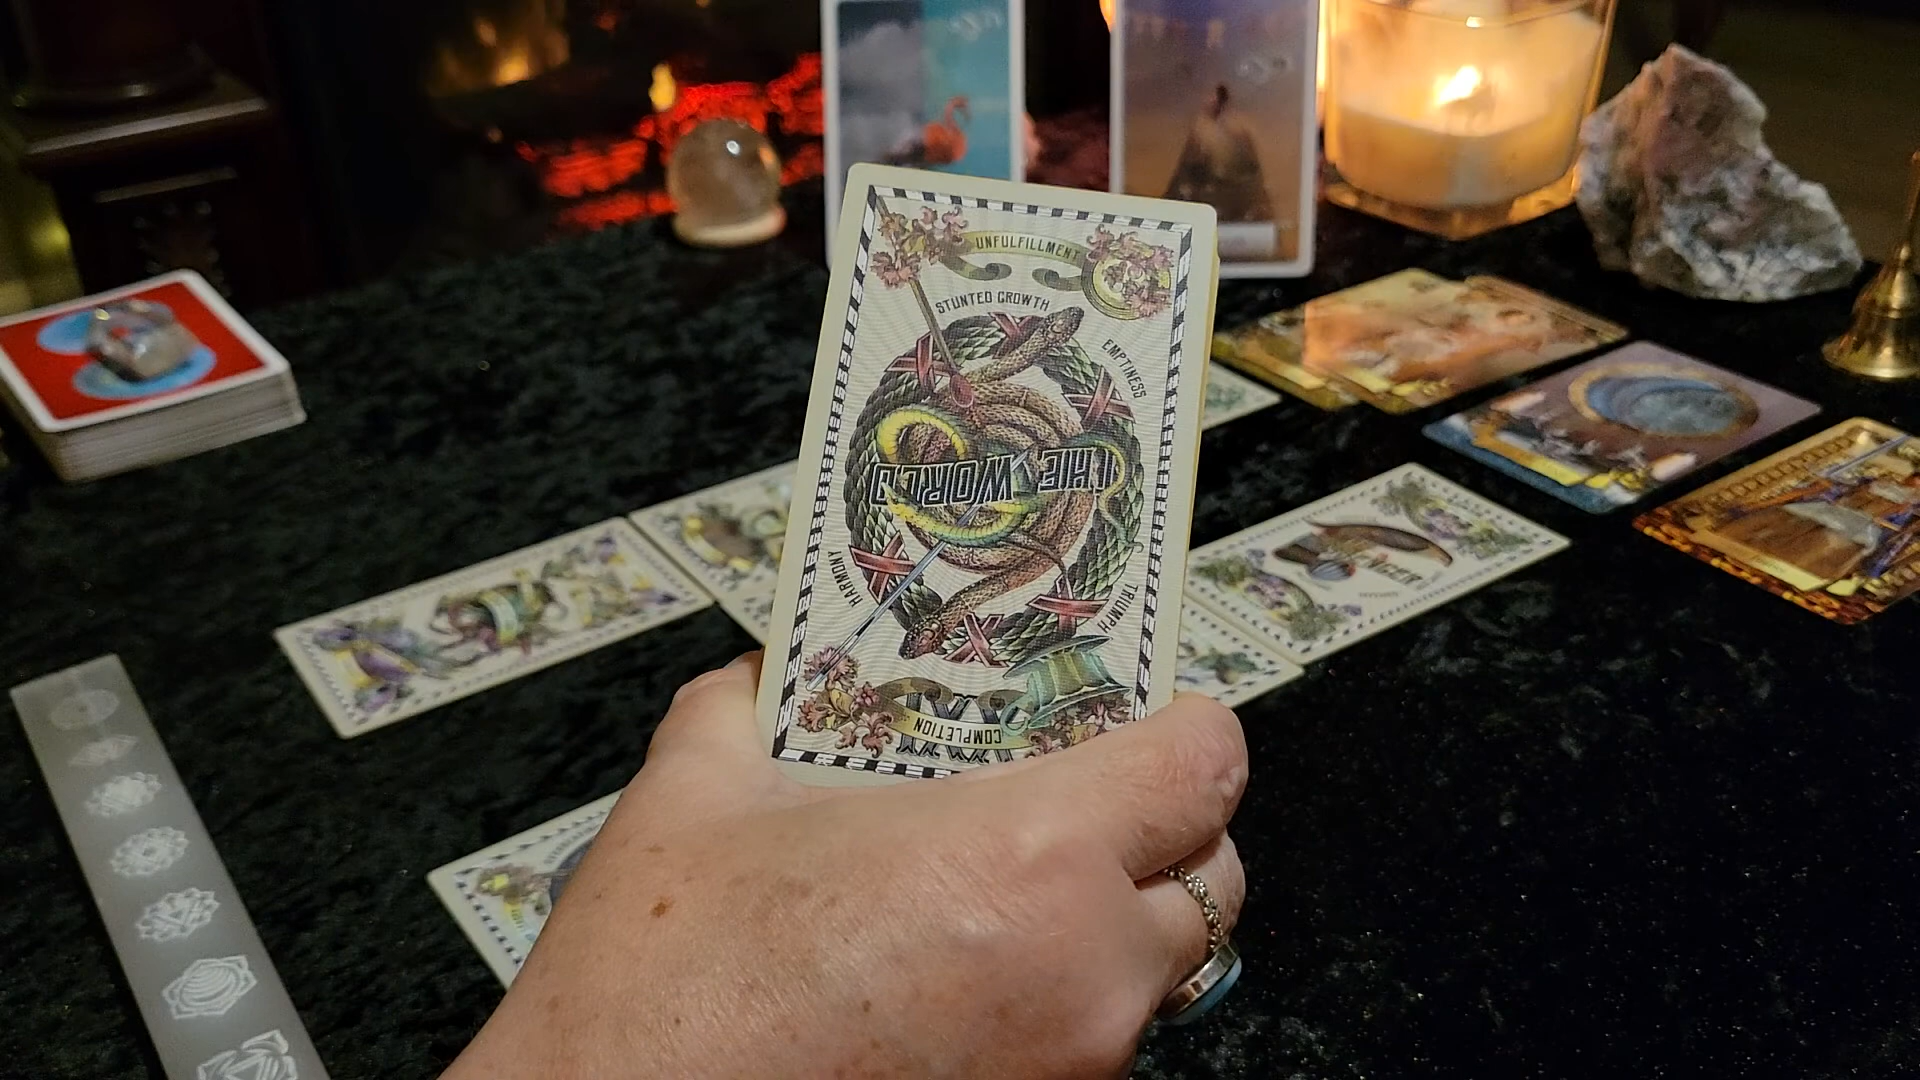 UNFULFILLMENT
STUNTED GROWTH
EMPTINESS
THE WORLD
HARMONY
TRIUMPH
XXI
COMPLETION